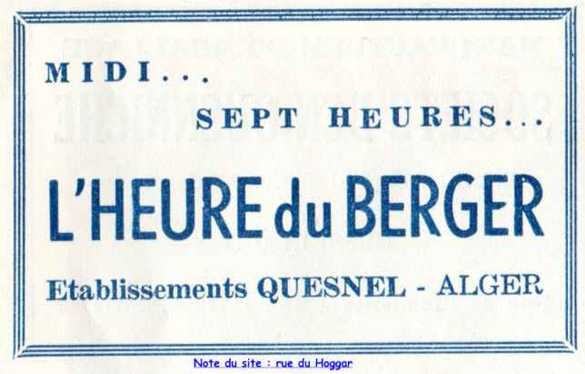 MIDI...
SEPT HEURES...
L'HEURE du BERGER
Etablissements QUESNEL - ALGER
Note du site : rue du Hoggar